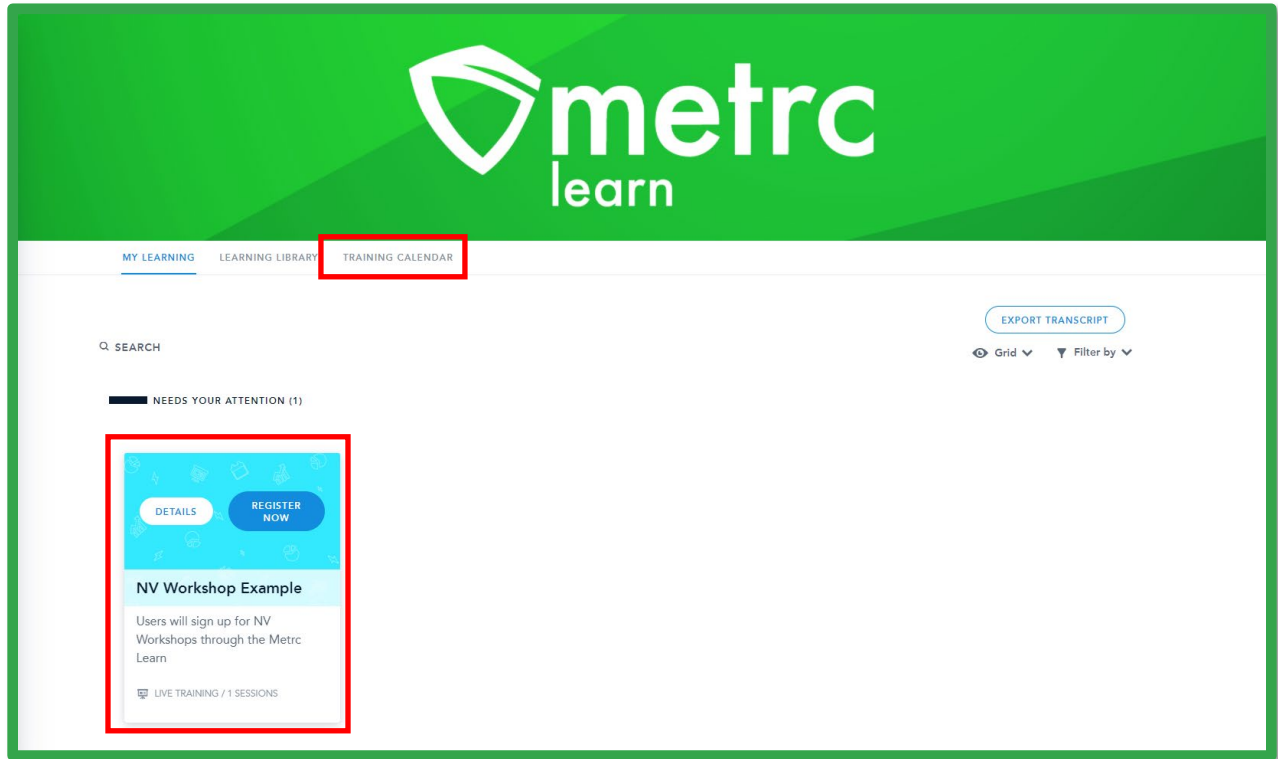 metrc
learn
MY LEARNING LEARNING LIBRARY TRAINING CALENDAR
EXPORT TRANSCRIPT
SEARCH
Grid Filter by
NEEDS YOUR ATTENTION (1)
DETAILS
REGISTER
NOW
NV Workshop Example
Users will sign up for NV
Workshops through the Metrc
Learn
LIVE TRAINING / 1 SESSIONS